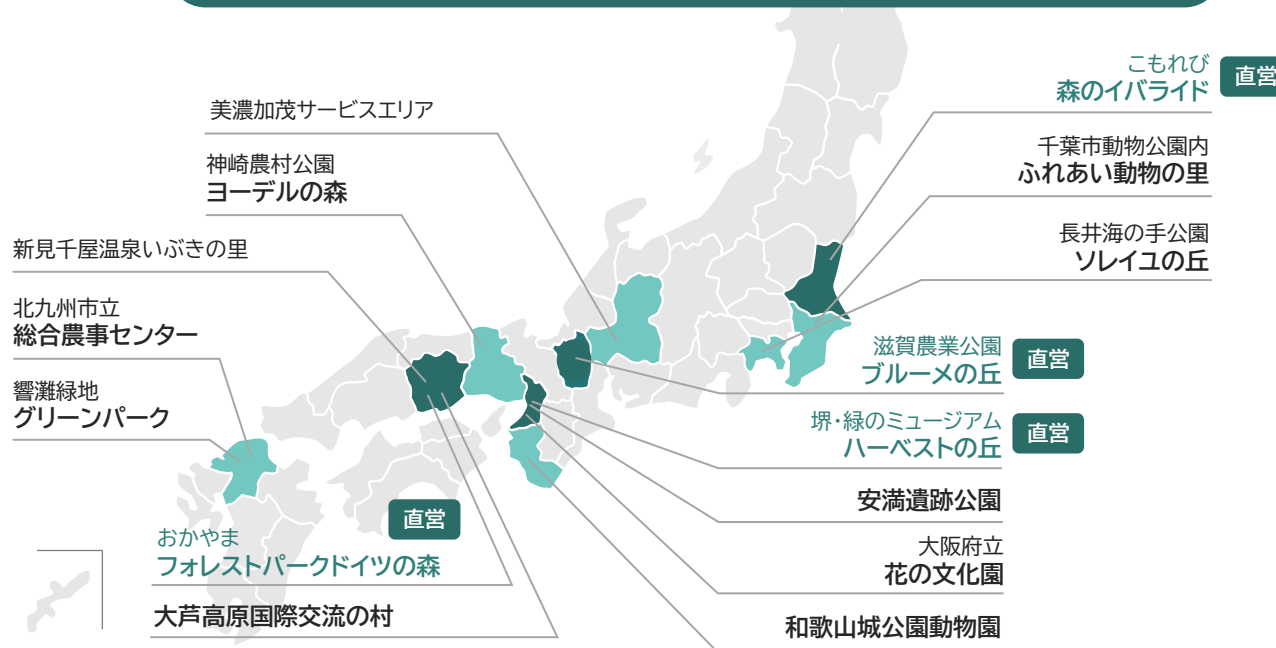 美濃加茂サービスエリア
神崎農村公園
ヨーデルの森
新見千屋温泉いぶきの里
北九州市立
総合農事センター
響灘緑地
グリーンパーク
おかやま
フォレストパークドイツの森
直営
大芦高原国際交流の村
こもれび
森のイバライド
直営
千葉市動物公園内
ふれあい動物の里
長井海の手公園
ソレイユの丘
滋賀農業公園
ブルーメの丘
直営
堺・緑のミュージアム
ハーベストの丘
直営
安満遺跡公園
大阪府立
花の文化園
和歌山城公園動物園